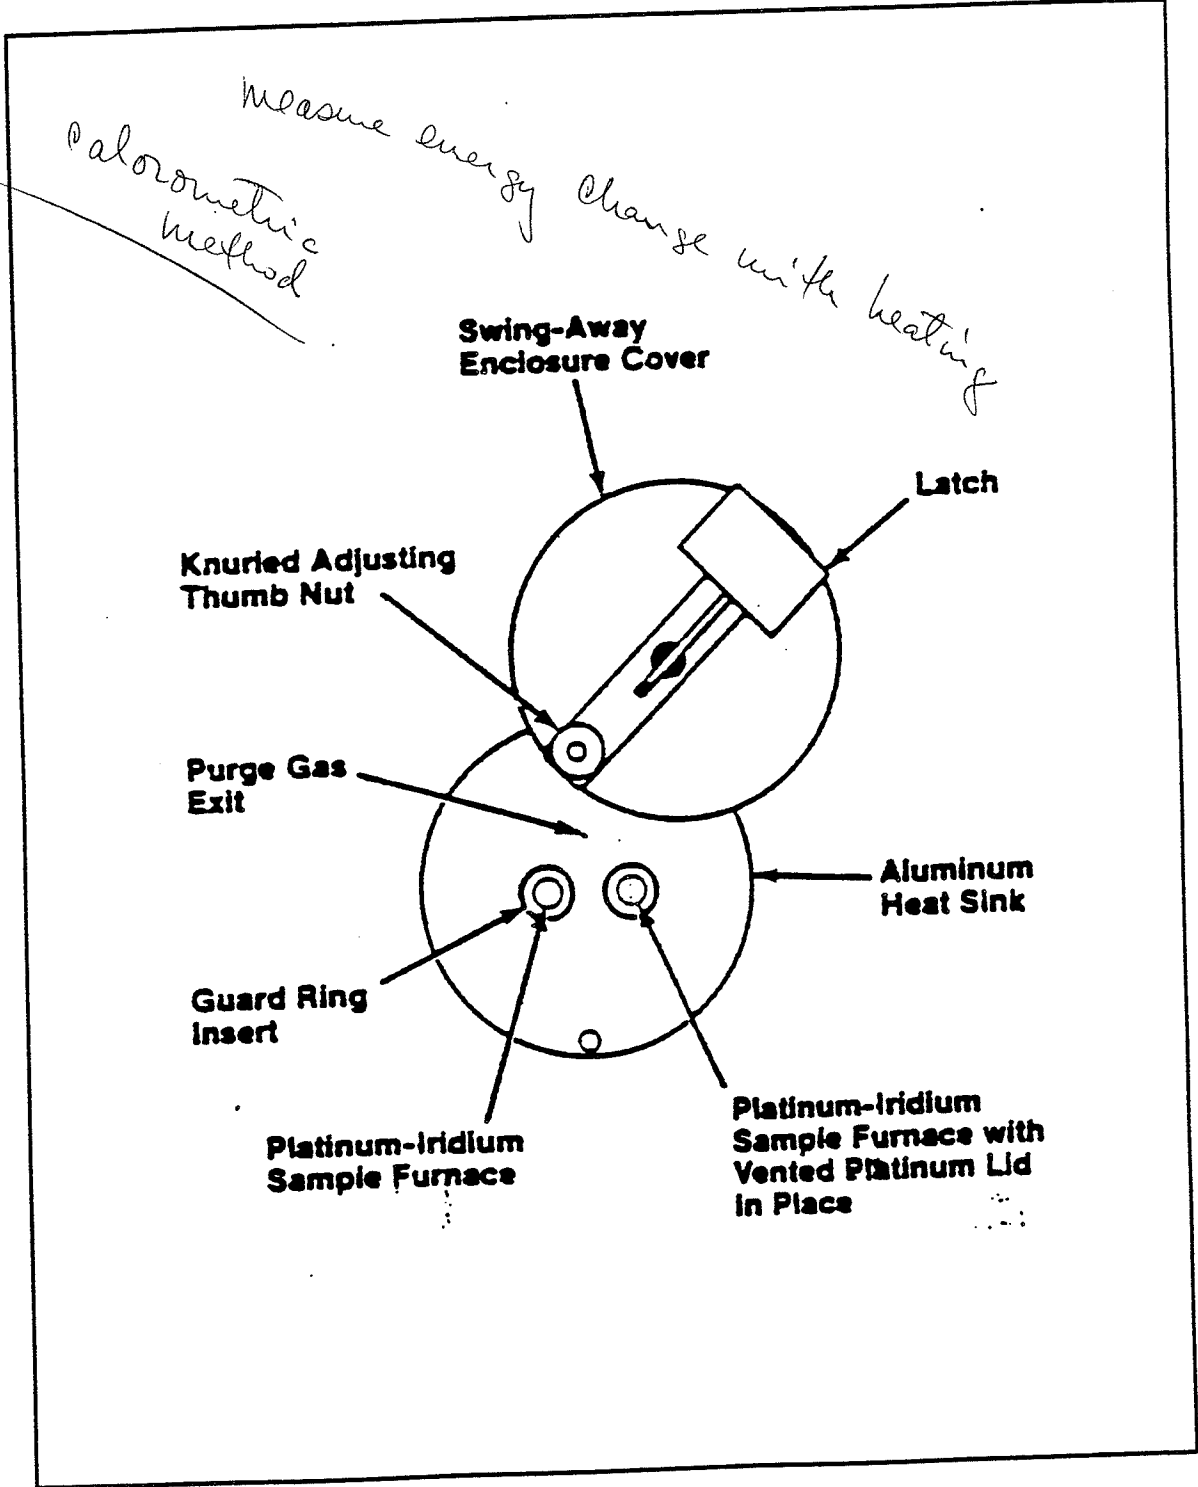 measure energy change with heating
calorometric
method
Swing-Away
Enclosure Cover
Latch
Knurled Adjusting
Thumb Nut
Purge Gas
Exit
Aluminum
Heat Sink
Guard Ring
Insert
Platinum-Iridium
Sample Furnace
Platinum-Iridium
Sample Furnace with
Vented Platinum Lid
in Place